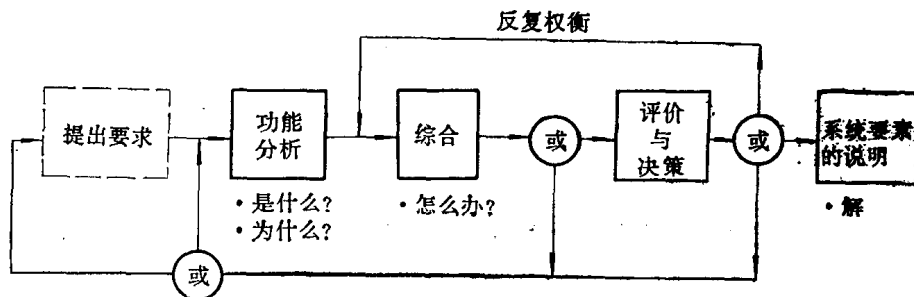 反复权衡
提出要求
功能
分析
综合
或
评价
与
决策
或
系统要素
的说明
·是什么?
·为什么?
·怎么办?
·解
或